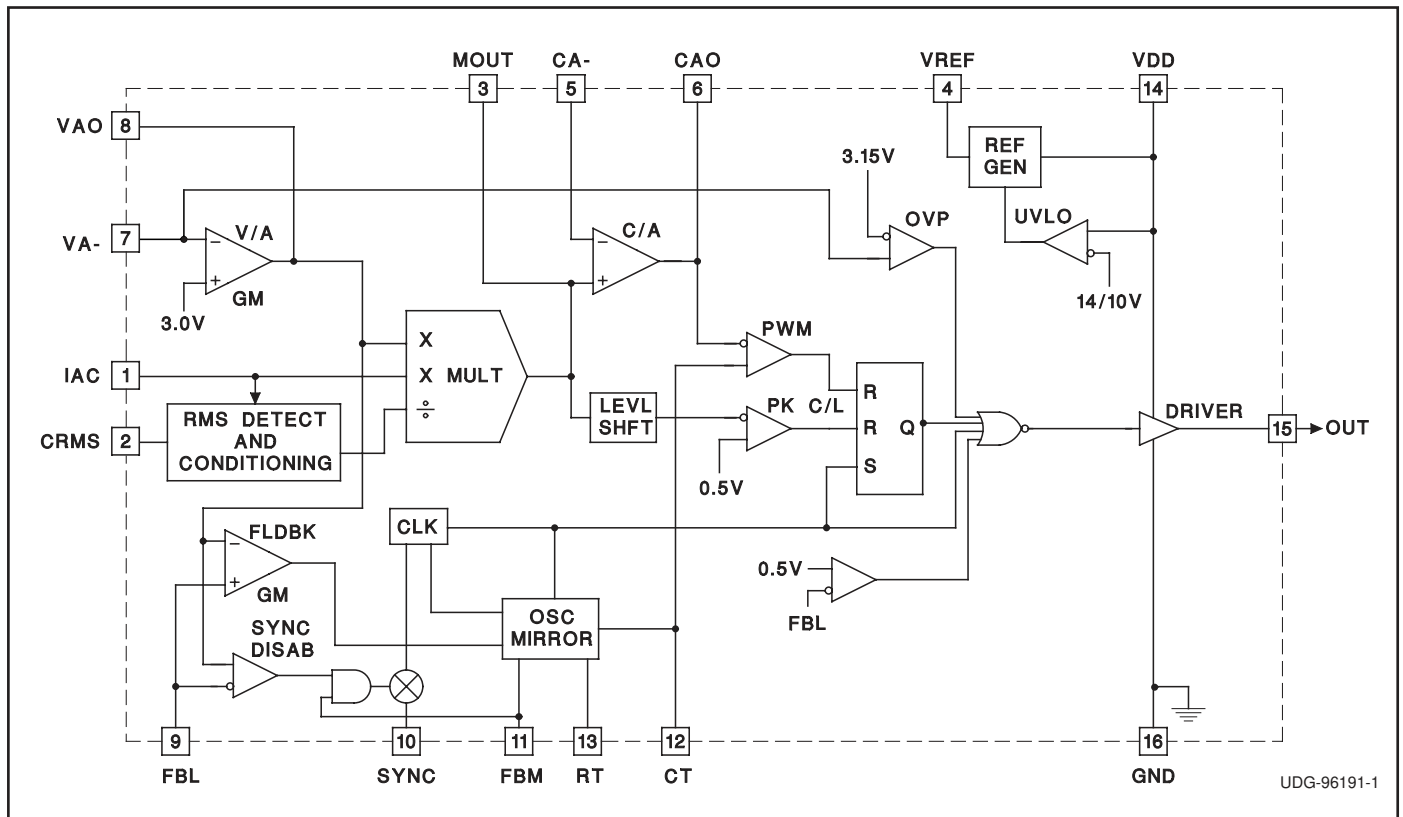 MOUT CA- CAO VREF VDD
3 5 6 4 14
VAO 8
REF
GEN
3.15V
OVP
UVLO
VA- 7
V/A
C/A
−
+
GM
−
+
3.0V
14/10V
PWM
X
IAC 1
X MULT
÷
LEVL
SHFT
PK C/L
R
R Q
S
DRIVER
15 OUT
CRMS 2
RMS DETECT
AND
CONDITIONING
0.5V
CLK
FLDBK
−
+
GM
0.5V
FBL
OSC
MIRROR
SYNC
DISAB
9 10 11 13 12 16
FBL SYNC FBM RT CT GND
UDG-96191-1